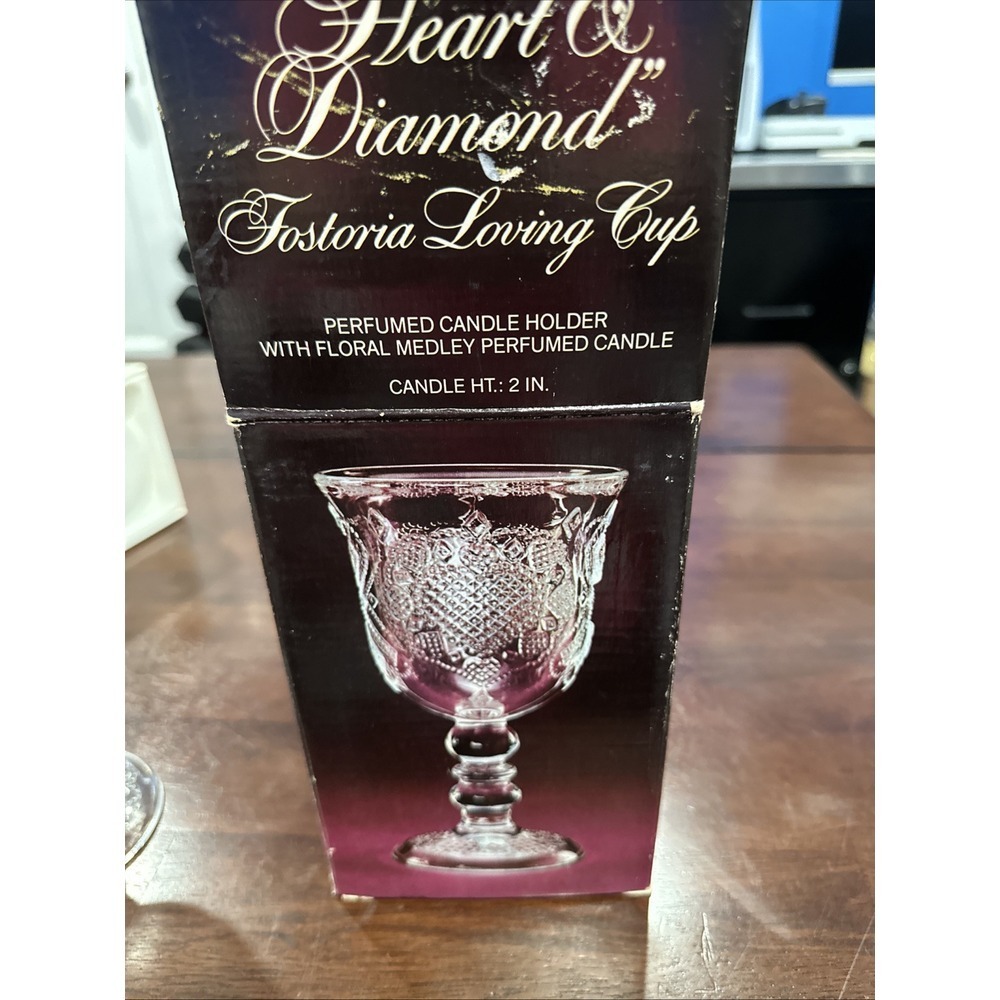 Heart &
Diamond”
Fostoria Loving Cup
PERFUMED CANDLE HOLDER
WITH FLORAL MEDLEY PERFUMED CANDLE
CANDLE HT.: 2 IN.